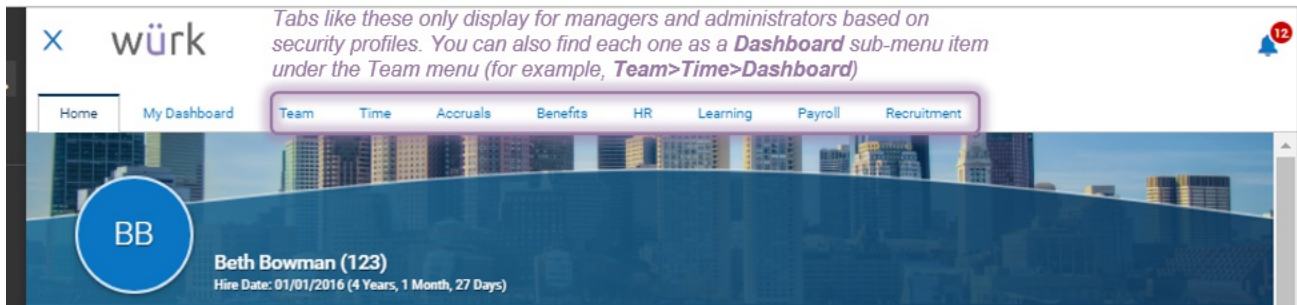 würk
Tabs like these only display for managers and administrators based on
security profiles. You can also find each one as a Dashboard sub-menu item
under the Team menu (for example, Team>Time>Dashboard)
12
Home My Dashboard Team Time Accruals Benefits HR Learning Payroll Recruitment
BB
Beth Bowman (123)
Hire Date: 01/01/2016 (4 Years, 1 Month, 27 Days)